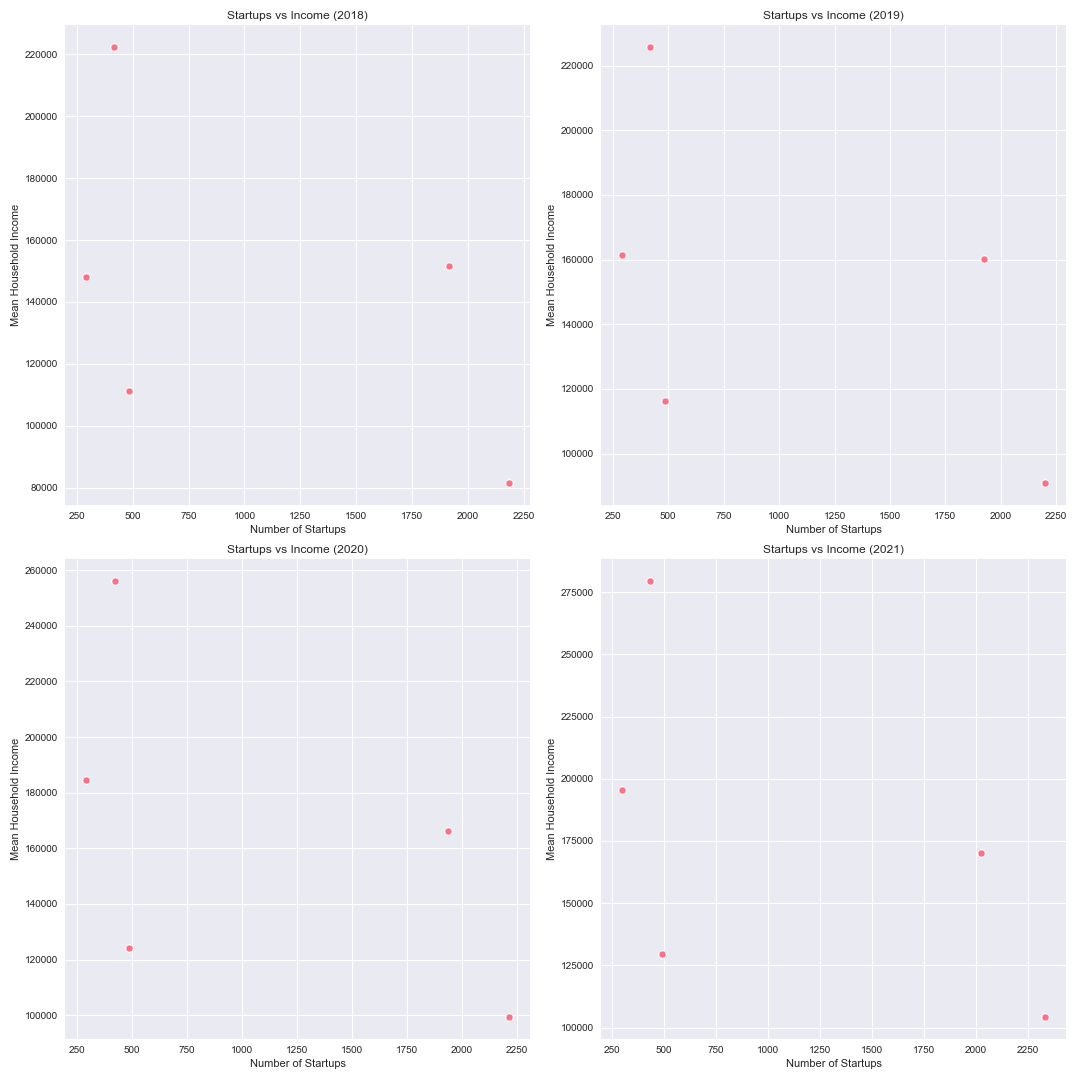 Startups vs Income (2018)
220000
200000
180000
160000
140000
120000
100000
80000
Mean Household Income
250 500 750 1000 1250 1500 1750 2000 2250
Number of Startups
Startups vs Income (2019)
220000
200000
180000
160000
140000
120000
100000
Mean Household Income
250 500 750 1000 1250 1500 1750 2000 2250
Number of Startups
Startups vs Income (2020)
260000
240000
220000
200000
180000
160000
140000
120000
100000
Mean Household Income
250 500 750 1000 1250 1500 1750 2000 2250
Number of Startups
Startups vs Income (2021)
275000
250000
225000
200000
175000
150000
125000
100000
Mean Household Income
250 500 750 1000 1250 1500 1750 2000 2250
Number of Startups